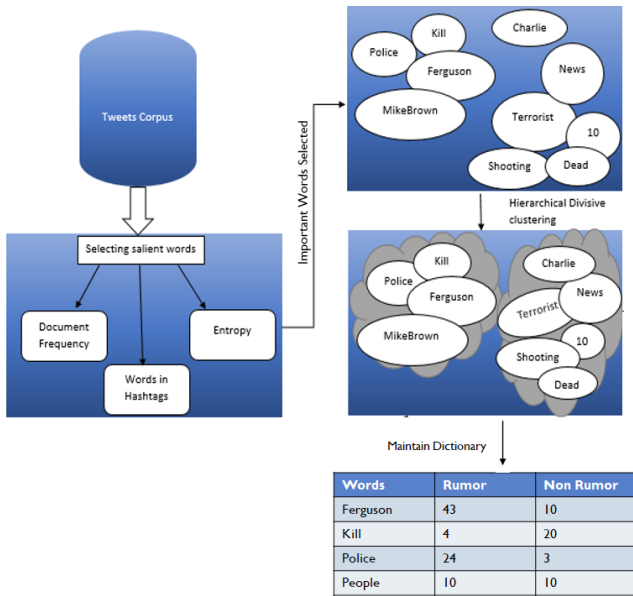 Tweets Corpus
Selecting salient words
Document
Frequency
Entropy
Words in
Hashtags
Important Words Selected
Kill
Charlie
Police
Ferguson
News
MikeBrown
Terrorist
10
Shooting
Dead
Hierarchical Divisive
clustering
Kill
Charlie
Police
News
Ferguson
Terrorist
MikeBrown
10
Shooting
Dead
Maintain Dictionary
Words Rumor Non Rumor
Ferguson 43 10
Kill 4 20
Police 24 3
People 10 10